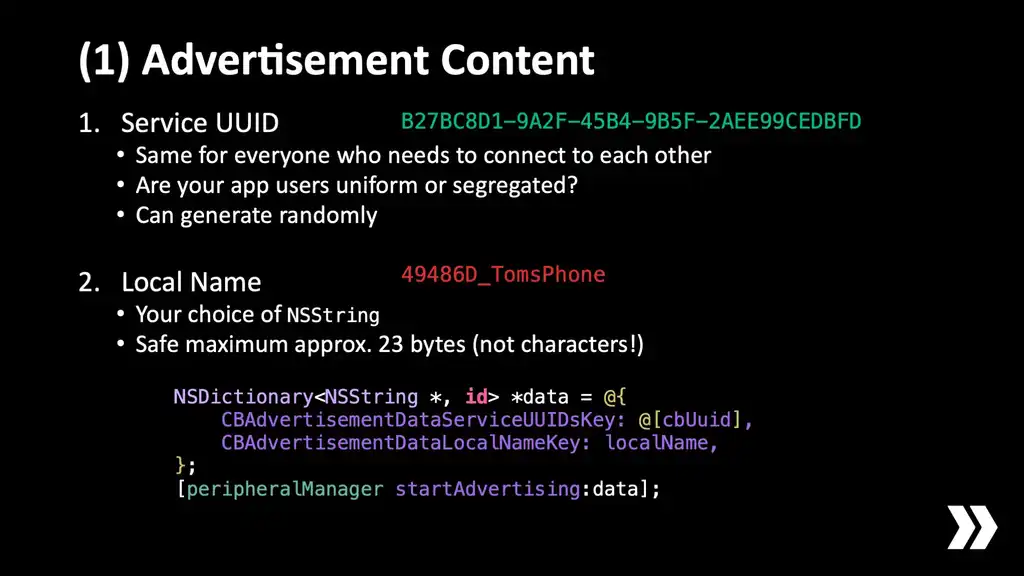 (1) Advertisement Content
1. Service UUID B27BC8D1-9A2F-45B4-9B5F-2AEE99CEDBFD
• Same for everyone who needs to connect to each other
• Are your app users uniform or segregated?
• Can generate randomly
2. Local Name 49486D_TomsPhone
• Your choice of NSString
• Safe maximum approx. 23 bytes (not characters!)
NSDictionary<NSString *, id> *data = @{
    CBAdvertisementDataServiceUUIDsKey: @[cbUuid],
    CBAdvertisementDataLocalNameKey: localName,
};
[peripheralManager startAdvertising:data];